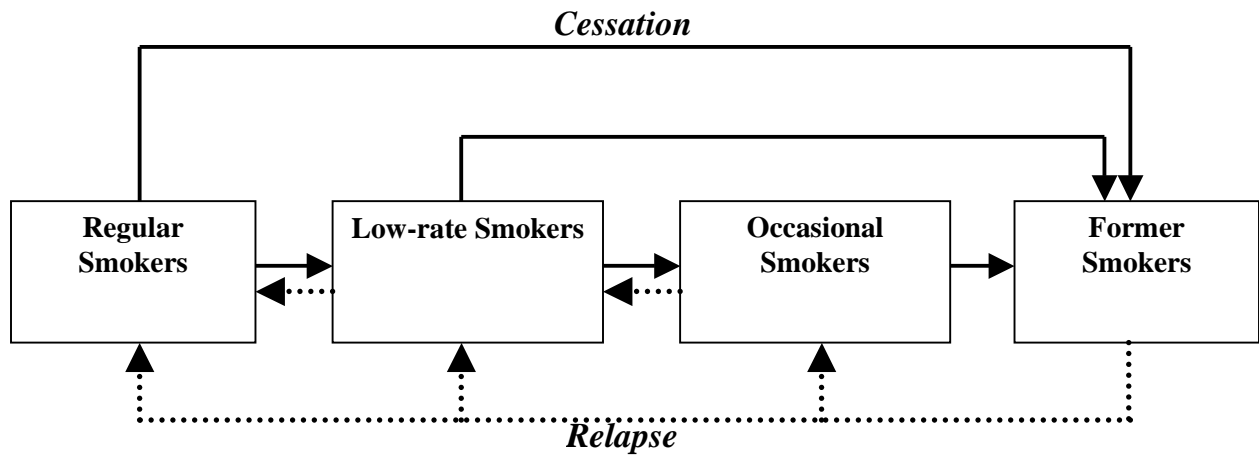 Cessation
Regular
Smokers
Low-rate Smokers
Occasional
Smokers
Former
Smokers
Relapse